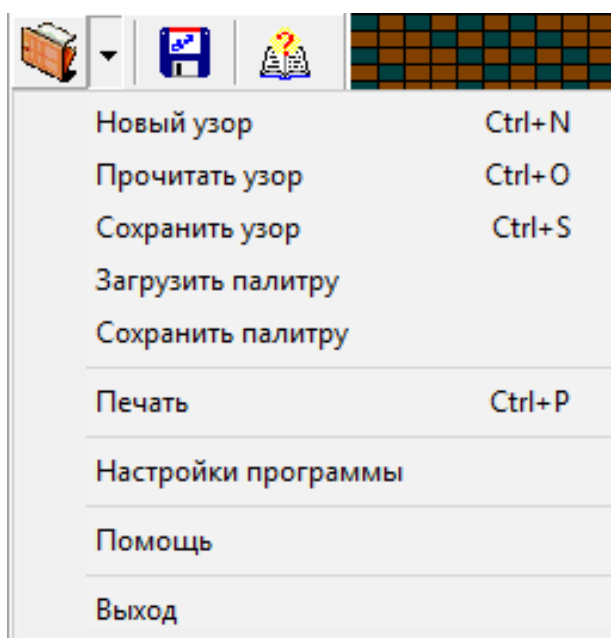 Новый узор Ctrl+N
Прочитать узор Ctrl+O
Сохранить узор Ctrl+S
Загрузить палитру
Сохранить палитру
Печать Ctrl+P
Настройки программы
Помощь
Выход